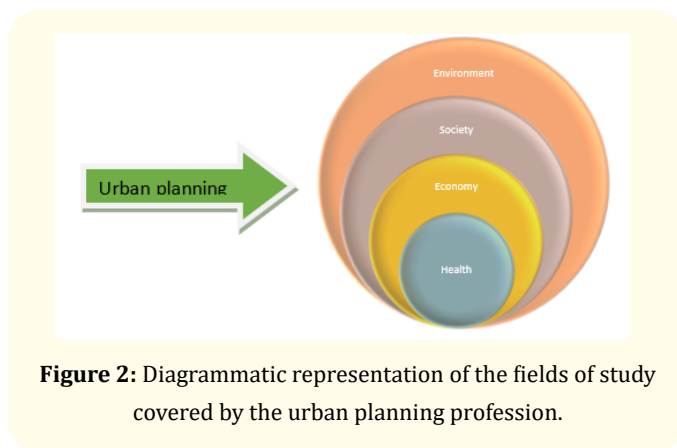 Environment
Society
Urban planning
Economy
Health
Figure 2: Diagrammatic representation of the fields of study
covered by the urban planning profession.